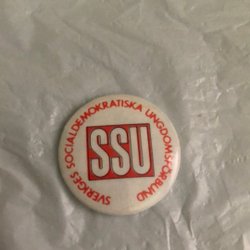 SVERIGES SOCIALDEMOKRATISKA UNGDOMSFÖRBUND
SSU